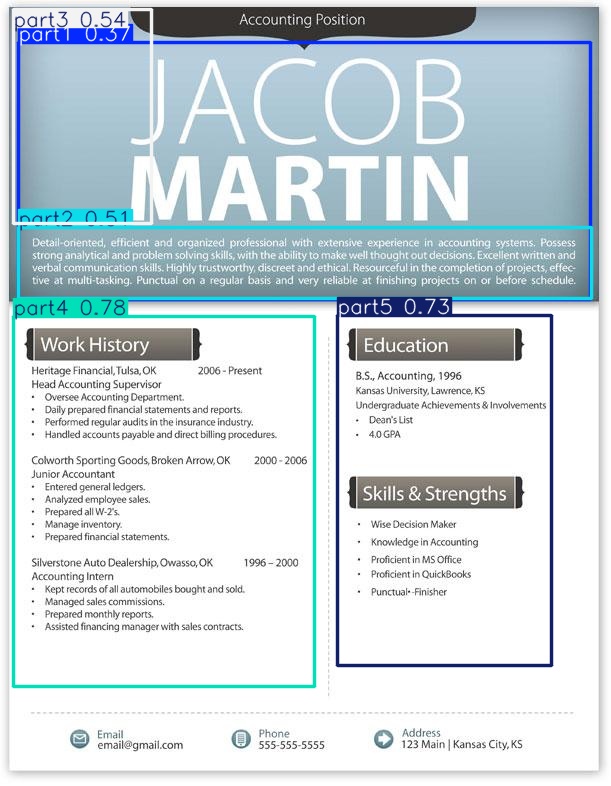 Accounting Position
part3 0.54
part1 0.37
JACOB
MARTIN
part2 0.51
Detail-oriented, efficient and organized professional with extensive experience in accounting systems. Possess
strong analytical and problem solving skills, with the ability to make well thought out decisions. Excellent written and
verbal communication skills. Highly trustworthy, discreet and ethical. Resourceful in the completion of projects, effec-
tive at multi-tasking. Punctual on a regular basis and very reliable at finishing projects on or before schedule.
part4 0.78
Work History
Heritage Financial, Tulsa, OK 2006 - Present
Head Accounting Supervisor
• Oversee Accounting Department.
• Daily prepared financial statements and reports.
• Performed regular audits in the insurance industry.
• Handled accounts payable and direct billing procedures.
Colworth Sporting Goods, Broken Arrow, OK 2000 - 2006
Junior Accountant
• Entered general ledgers.
• Analyzed employee sales.
• Prepared all W-2's.
• Manage inventory.
• Prepared financial statements.
Silverstone Auto Dealership, Owasso, OK 1996 – 2000
Accounting Intern
• Kept records of all automobiles bought and sold.
• Managed sales commissions.
• Prepared monthly reports.
• Assisted financing manager with sales contracts.
part5 0.73
Education
B.S., Accounting, 1996
Kansas University, Lawrence, KS
Undergraduate Achievements & Involvements
• Dean's List
• 4.0 GPA
Skills & Strengths
• Wise Decision Maker
• Knowledge in Accounting
• Proficient in MS Office
• Proficient in QuickBooks
• Punctual• -Finisher
Email
email@gmail.com
Phone
555-555-5555
Address
123 Main | Kansas City, KS